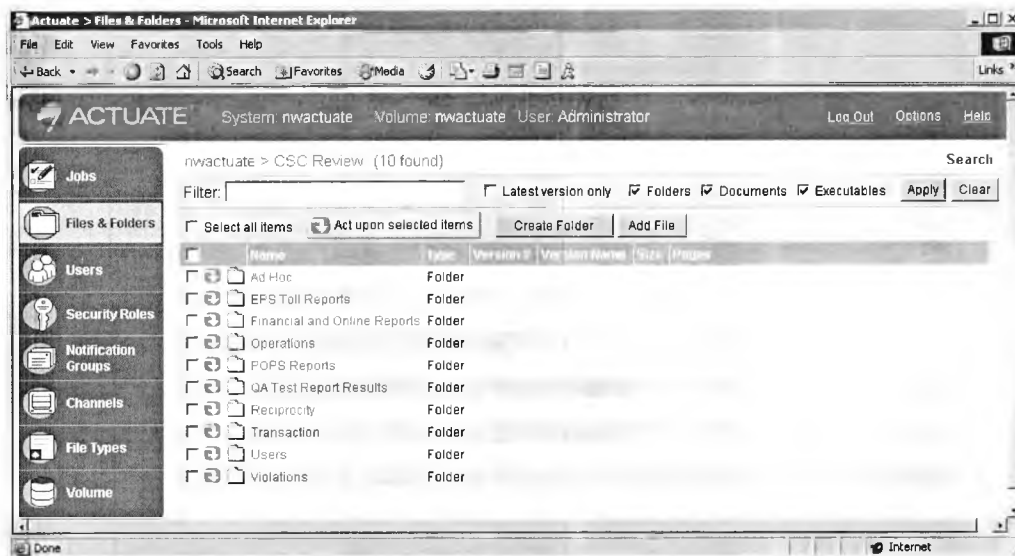 Actuate > Files & Folders - Microsoft Internet Explorer
File Edit View Favorites Tools Help
Back Search Favorites Media Links
ACTUATE System: nwactuate Volume: nwactuate User: Administrator Log Out Options Help
nwactuate > CSC Review (10 found) Search
Filter: Latest version only Folders Documents Executables Apply Clear
Select all items Act upon selected items Create Folder Add File
Name Type Version # Version Name Size Pages
Ad Hoc Folder
EPS Toll Reports Folder
Financial and Online Reports Folder
Operations Folder
POPS Reports Folder
QA Test Report Results Folder
Reciprocity Folder
Transaction Folder
Users Folder
Violations Folder
Jobs
Files & Folders
Users
Security Roles
Notification
Groups
Channels
File Types
Volume
Done Internet